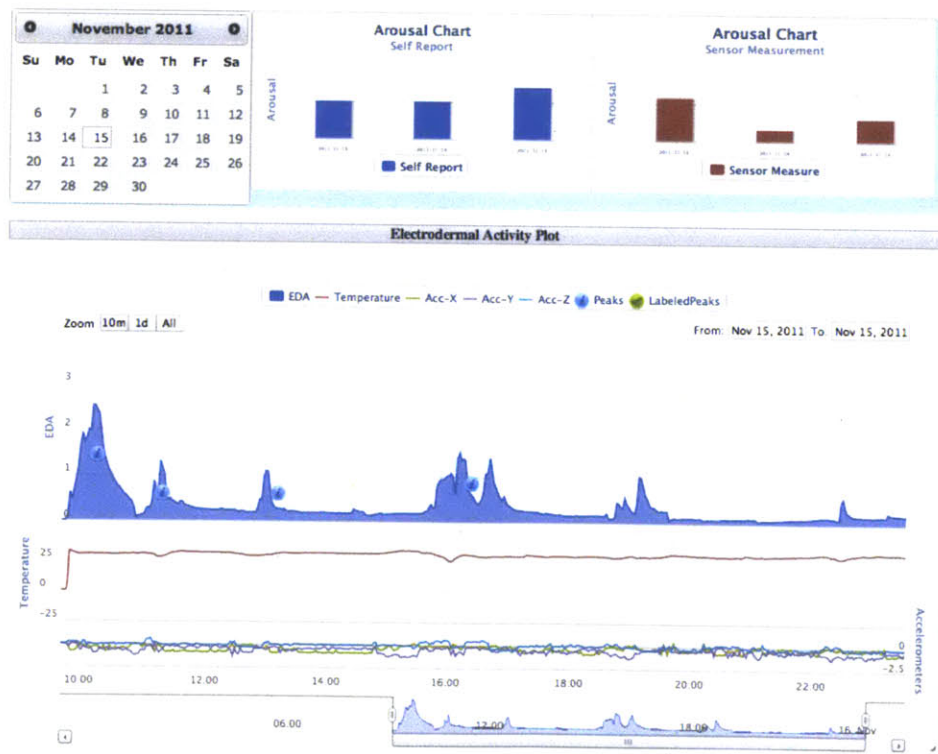 November 2011
Su Mo Tu We Th Fr Sa
1 2 3 4 5
6 7 8 9 10 11 12
13 14 15 16 17 18 19
20 21 22 23 24 25 26
27 28 29 30
Arousal Chart
Self Report
Arousal
Self Report
Arousal Chart
Sensor Measurement
Arousal
Sensor Measure
Electrodermal Activity Plot
EDA Temperature Acc-X Acc-Y Acc-Z Peaks LabeledPeaks
Zoom 10m 1d All
From: Nov 15, 2011 To Nov 15, 2011
3
2
1
0
EDA
25
0
-25
Temperature
0
-2.5
Accelerometers
10:00 12:00 14:00 16:00 18:00 20:00 22:00
06:00 12:00 18:00 16. Nov